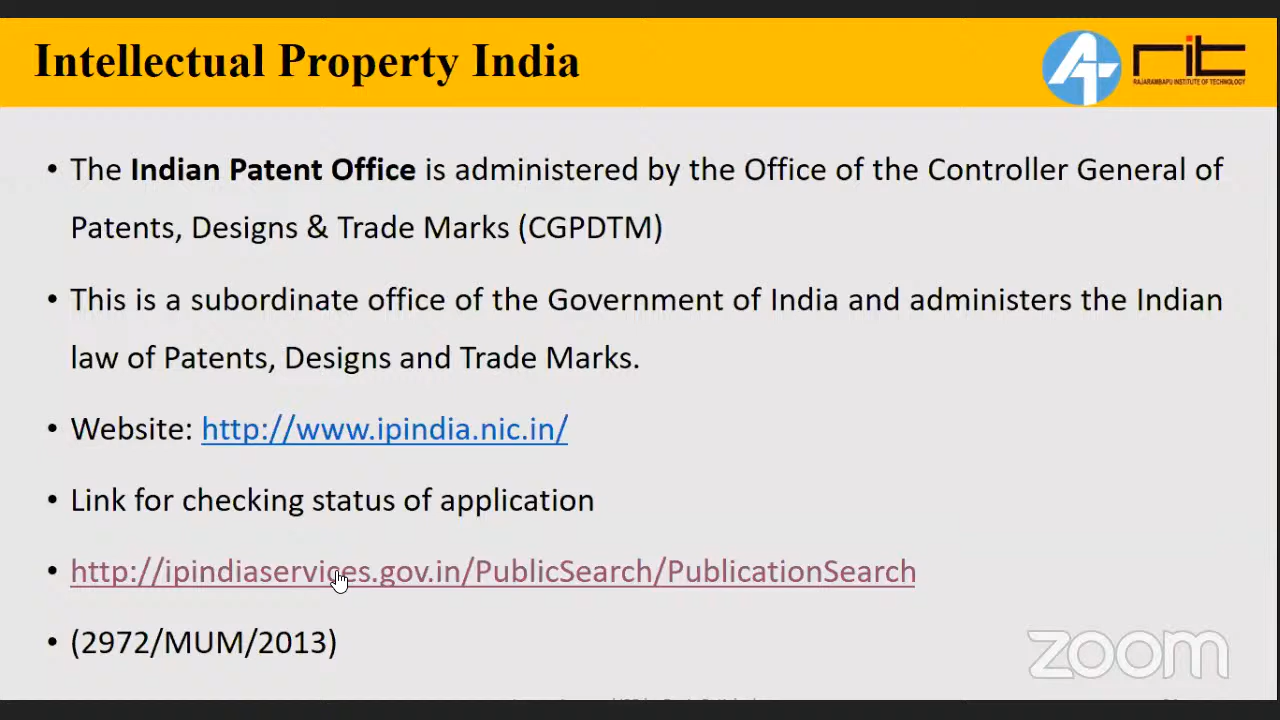 Intellectual Property India
RAJARAMBAPU INSTITUTE OF TECHNOLOGY
• The Indian Patent Office is administered by the Office of the Controller General of
Patents, Designs & Trade Marks (CGPDTM)
• This is a subordinate office of the Government of India and administers the Indian
law of Patents, Designs and Trade Marks.
• Website: http://www.ipindia.nic.in/
• Link for checking status of application
• http://ipindiaservices.gov.in/PublicSearch/PublicationSearch
• (2972/MUM/2013)
zoom